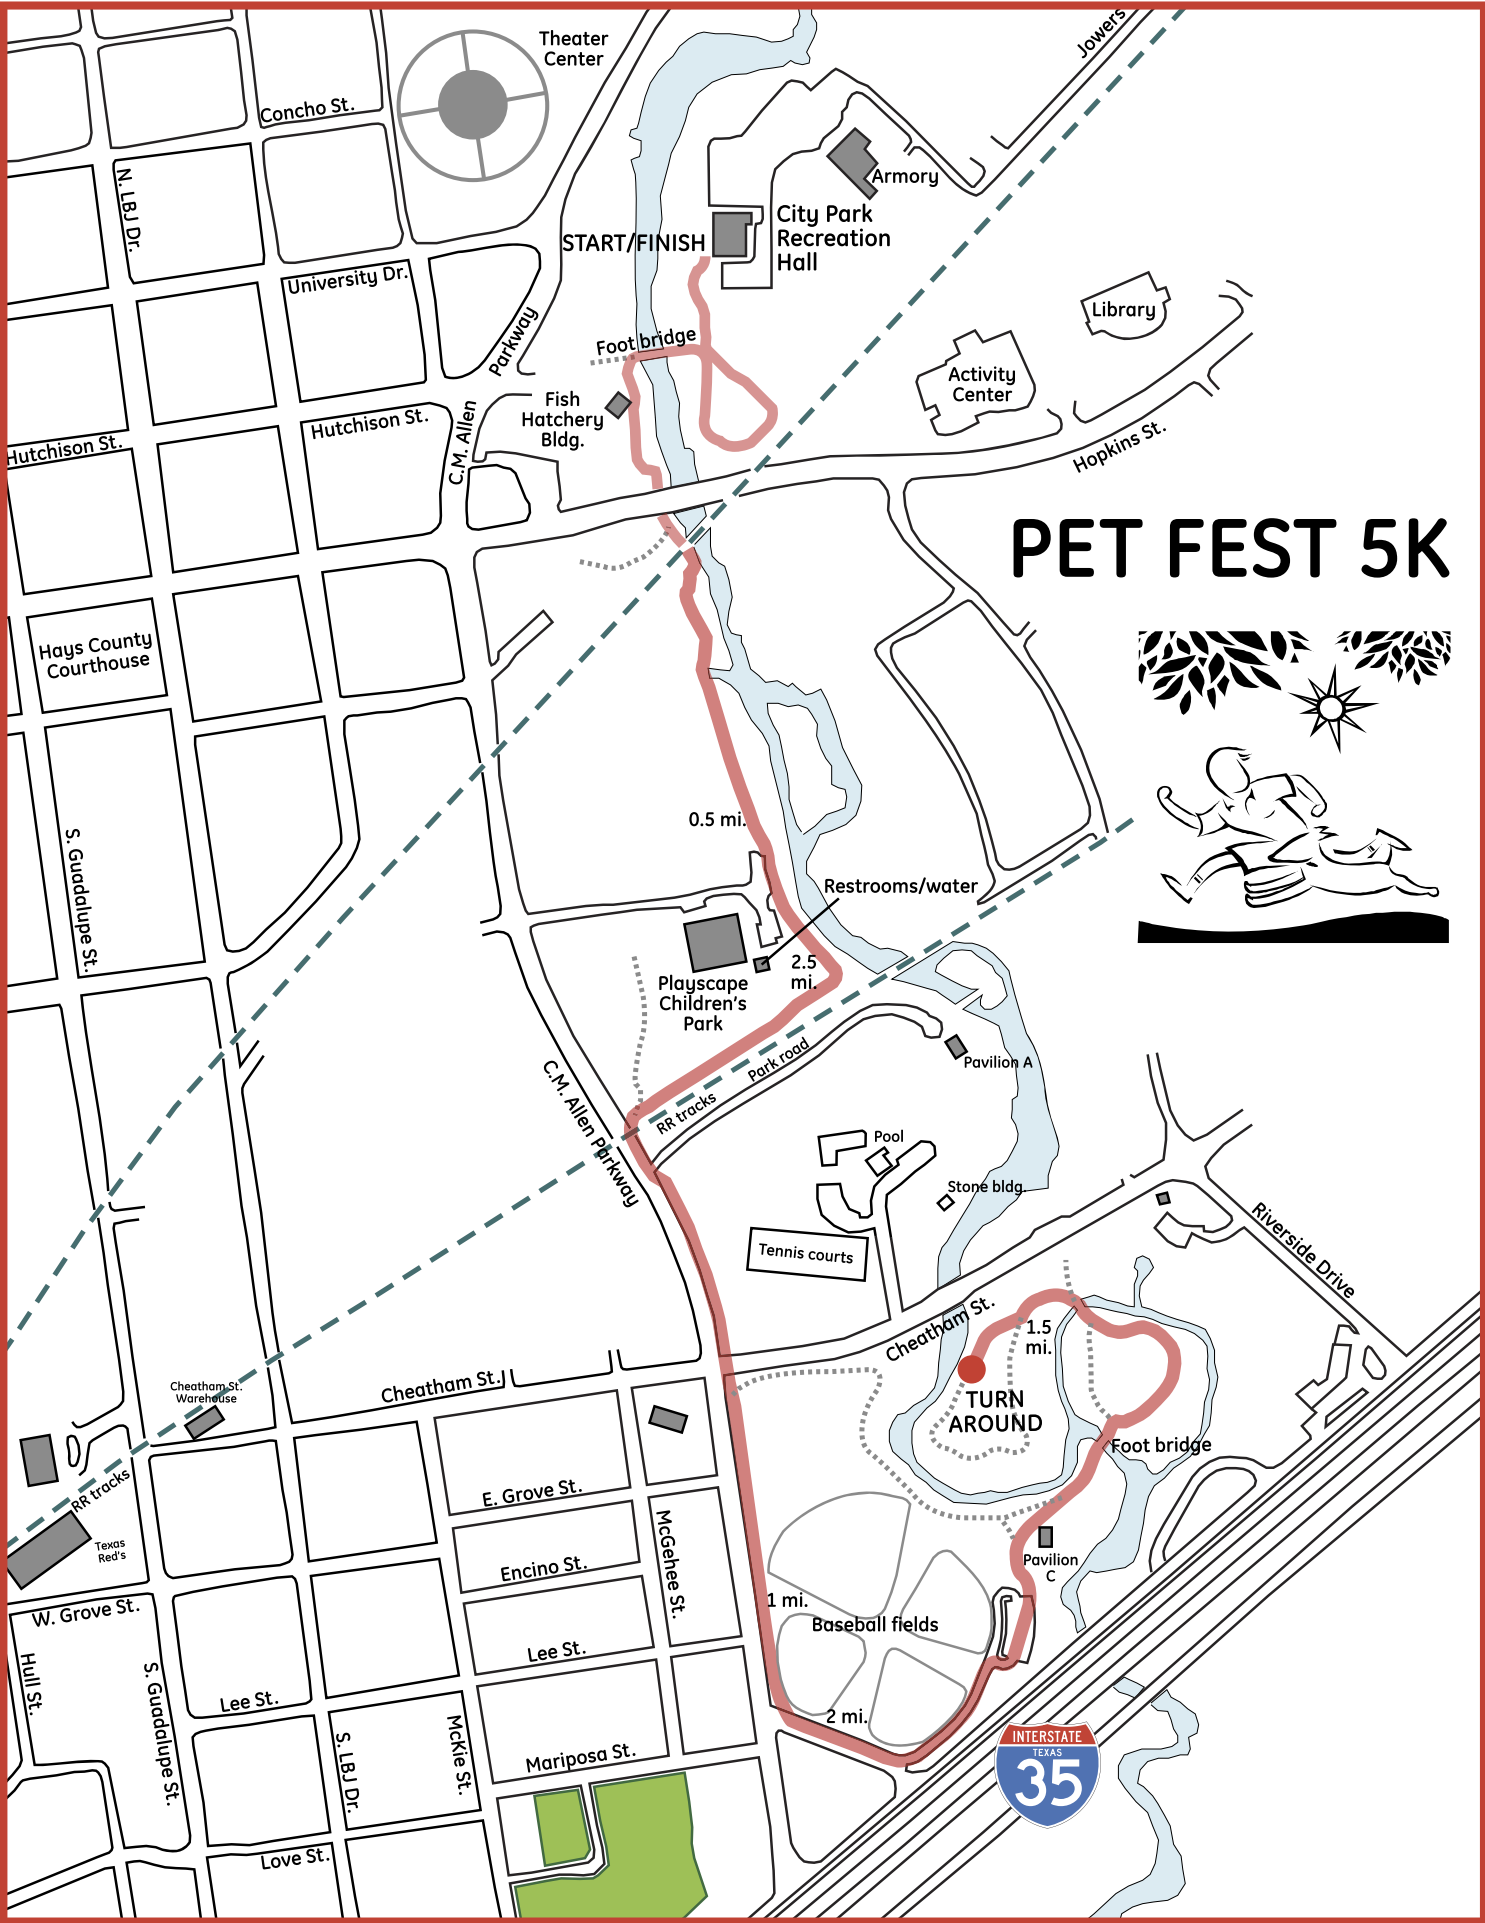 Theater
Center
Jowers
Concho St.
N. LBJ Dr.
Armory
City Park
Recreation
Hall
START/FINISH
University Dr.
Library
Parkway
Foot bridge
Activity
Center
Fish
Hatchery
Bldg.
Hutchison St.
Hutchison St.
C.M. Allen
Hopkins St.
PET FEST 5K
Hays County
Courthouse
0.5 mi.
S. Guadalupe St.
Restrooms/water
2.5
mi.
Playscape
Children's
Park
Park road
Pavilion A
RR tracks
C.M. Allen Parkway
Pool
Stone bldg.
Tennis courts
Riverside Drive
Cheatham St.
1.5
mi.
Cheatham St.
Warehouse
Cheatham St.
TURN
AROUND
Foot bridge
RR tracks
E. Grove St.
McGehee St.
Texas
Red's
Encino St.
Pavilion
C
1 mi.
W. Grove St.
Baseball fields
Lee St.
Hull St.
S. Guadalupe St.
Lee St.
2 mi.
McKie St.
S. LBJ Dr.
Mariposa St.
INTERSTATE
TEXAS
35
Love St.